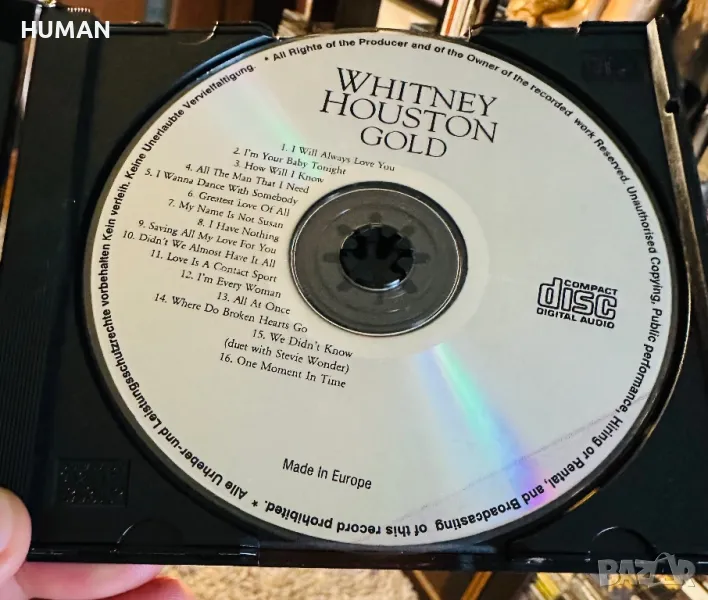 HUMAN
WHITNEY
HOUSTON
GOLD
1. I Will Always Love You
2. I'm Your Baby Tonight
3. How Will I Know
4. All The Man That I Need
5. I Wanna Dance With Somebody
6. Greatest Love Of All
7. My Name Is Not Susan
8. I Have Nothing
9. Saving All My Love For You
10. Didn't We Almost Have It All
11. Love Is A Contact Sport
12. I'm Every Woman
13. All At Once
14. Where Do Broken Hearts Go
15. We Didn't Know
(duet with Stevie Wonder)
16. One Moment In Time
COMPACT
disc
DIGITAL AUDIO
Made In Europe
* All Rights of the Producer and of the Owner of the recorded work Reserved. Unauthorised Copying, Public performance, Hiring or Rental, and Broadcasting of this record prohibited.
* Alle Urheber-und Leistungsschutzrechte vorbehalten Kein verleih. Keine Unerlaubte Vervielfaltigung.
BAZAR